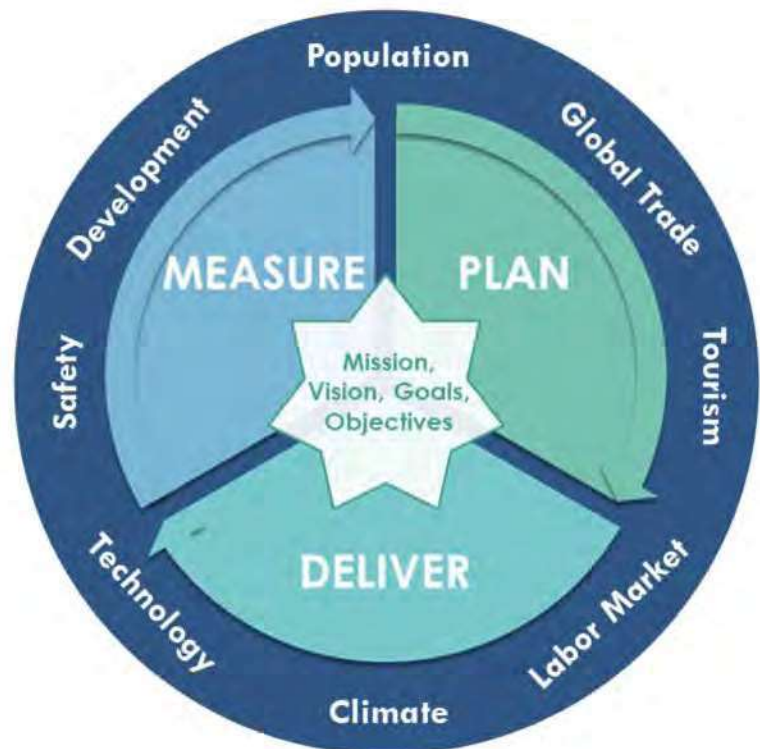 Population
Global Trade
Tourism
Labor Market
Climate
Technology
Safety
Development
MEASURE
PLAN
DELIVER
Mission,
Vision, Goals,
Objectives